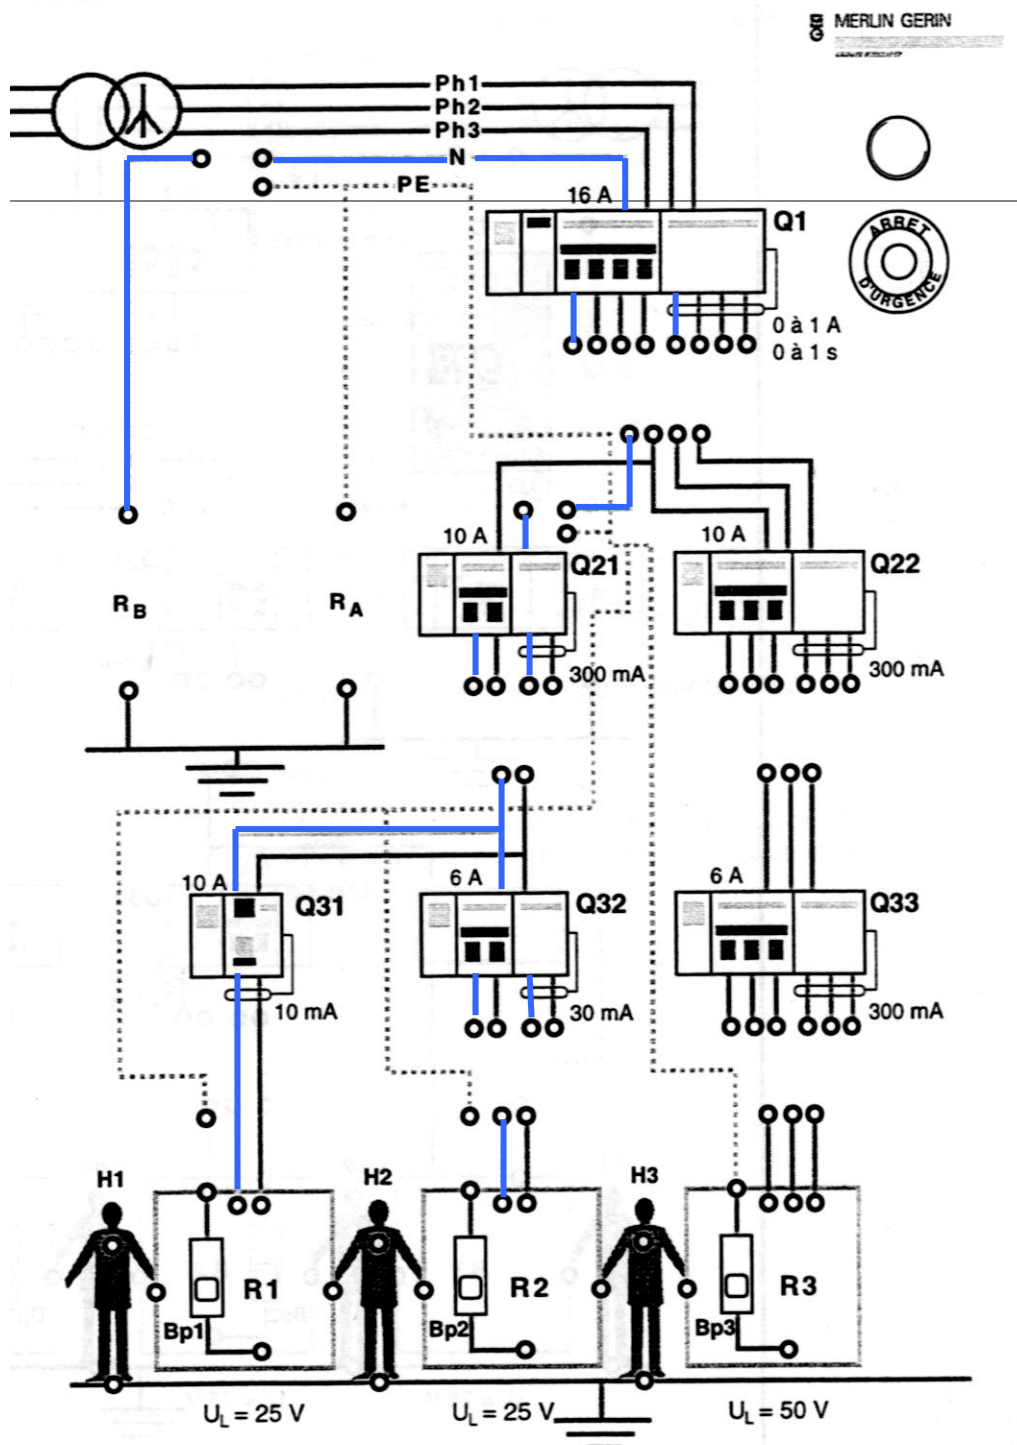 MERLIN GERIN
Ph1
Ph2
Ph3
N
PE
16 A
Q1
ARRET
D'URGENCE
0 à 1 A
0 à 1 s
10 A
Q21
10 A
Q22
R B
R A
300 mA
300 mA
10 A
Q31
6 A
Q32
6 A
Q33
10 mA
30 mA
300 mA
H1
H2
H3
R1
R2
R3
Bp1
Bp2
Bp3
UL = 25 V
UL = 25 V
UL = 50 V